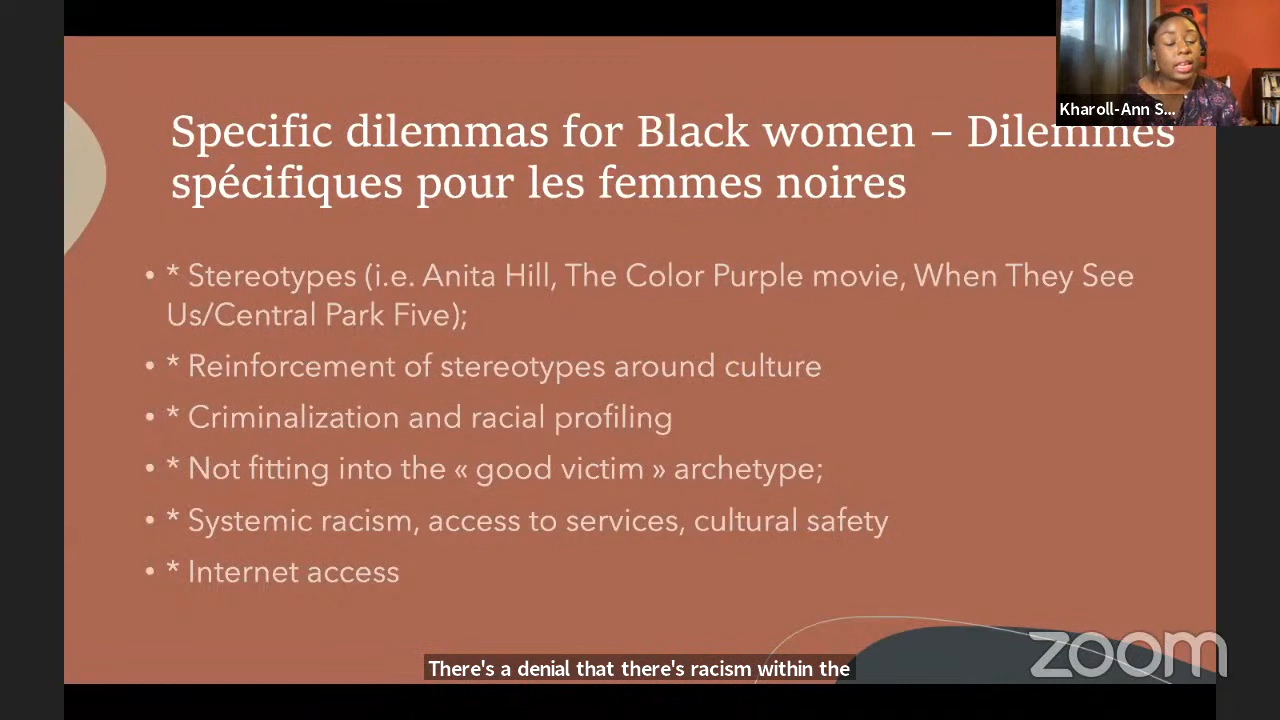 Kharoll-Ann S...
Specific dilemmas for Black women – Dilemmes
spécifiques pour les femmes noires
• * Stereotypes (i.e. Anita Hill, The Color Purple movie, When They See
Us/Central Park Five);
• * Reinforcement of stereotypes around culture
• * Criminalization and racial profiling
• * Not fitting into the « good victim » archetype;
• * Systemic racism, access to services, cultural safety
• * Internet access
There's a denial that there's racism within the
zoom